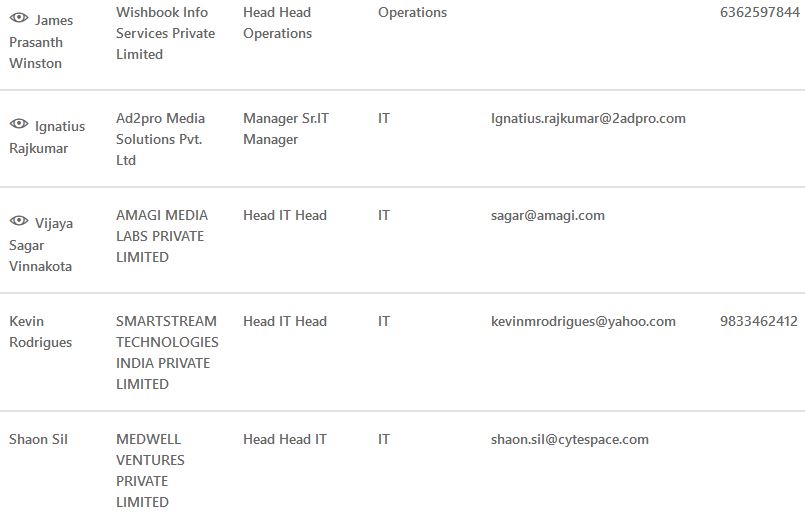 James Prasanth Winston Wishbook Info Services Private Limited Head Head Operations Operations 6362597844
Ignatius Rajkumar Ad2pro Media Solutions Pvt. Ltd Manager Sr.IT Manager IT Ignatius.rajkumar@2adpro.com
Vijaya Sagar Vinnakota AMAGI MEDIA LABS PRIVATE LIMITED Head IT Head IT sagar@amagi.com
Kevin Rodrigues SMARTSTREAM TECHNOLOGIES INDIA PRIVATE LIMITED Head IT Head IT kevinmrodrigues@yahoo.com 9833462412
Shaon Sil MEDWELL VENTURES PRIVATE LIMITED Head Head IT IT shaon.sil@cytespace.com